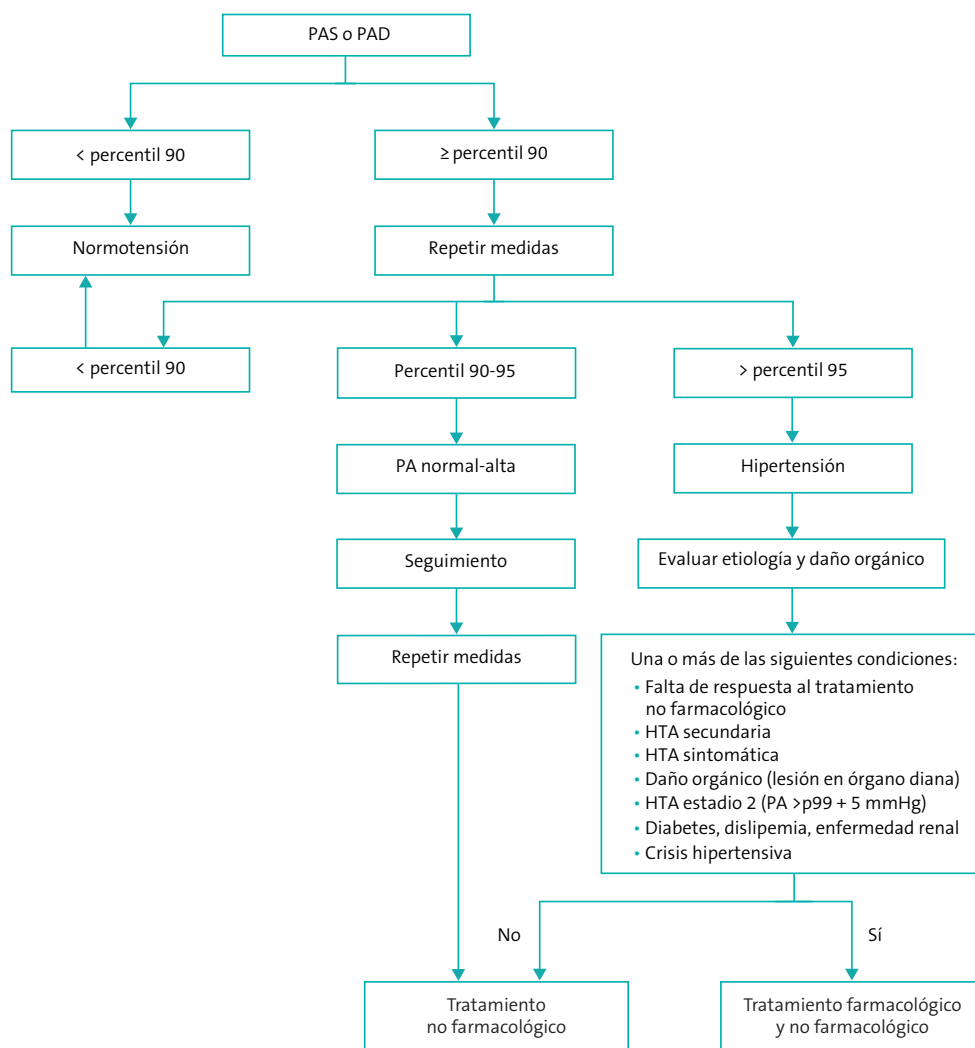 PAS o PAD
< percentil 90
≥ percentil 90
Normotensión
Repetir medidas
< percentil 90
Percentil 90-95
> percentil 95
PA normal-alta
Hipertensión
Seguimiento
Evaluar etiología y daño orgánico
Repetir medidas
Una o más de las siguientes condiciones:
• Falta de respuesta al tratamiento
no farmacológico
• HTA secundaria
• HTA sintomática
• Daño orgánico (lesión en órgano diana)
• HTA estadio 2 (PA >p99 + 5 mmHg)
• Diabetes, dislipemia, enfermedad renal
• Crisis hipertensiva
No
Sí
Tratamiento
no farmacológico
Tratamiento farmacológico
y no farmacológico